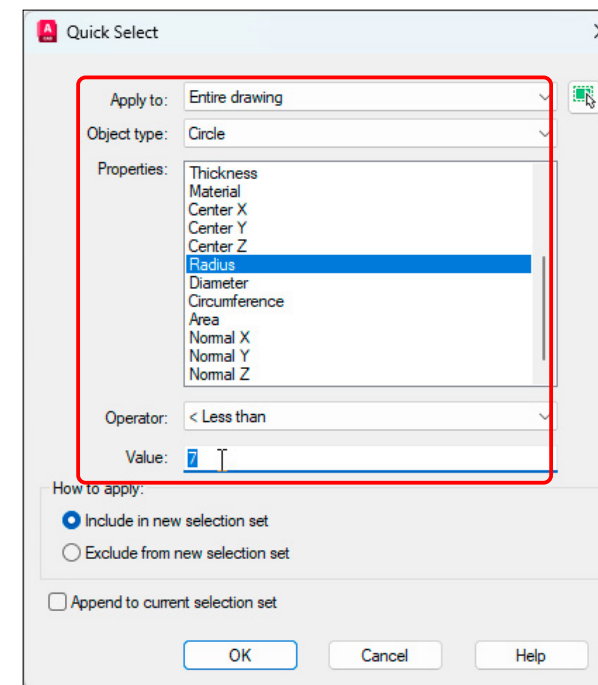 Quick Select
Apply to: Entire drawing
Object type: Circle
Properties: Thickness
Material
Center X
Center Y
Center Z
Radius
Diameter
Circumference
Area
Normal X
Normal Y
Normal Z
Operator: < Less than
Value: 7
How to apply:
Include in new selection set
Exclude from new selection set
Append to current selection set
OK Cancel Help